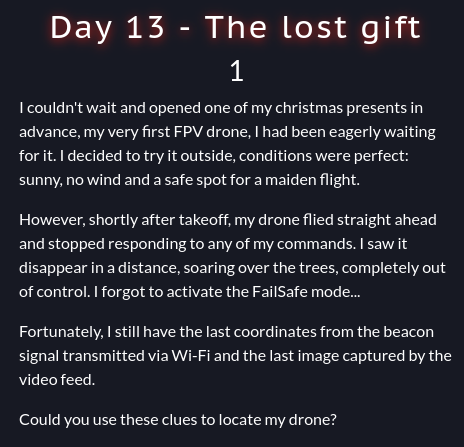 Day 13 - The lost gift
1
I couldn't wait and opened one of my christmas presents in
advance, my very first FPV drone, I had been eagerly waiting
for it. I decided to try it outside, conditions were perfect:
sunny, no wind and a safe spot for a maiden flight.
However, shortly after takeoff, my drone flied straight ahead
and stopped responding to any of my commands. I saw it
disappear in a distance, soaring over the trees, completely out
of control. I forgot to activate the FailSafe mode...
Fortunately, I still have the last coordinates from the beacon
signal transmitted via Wi-Fi and the last image captured by the
video feed.
Could you use these clues to locate my drone?